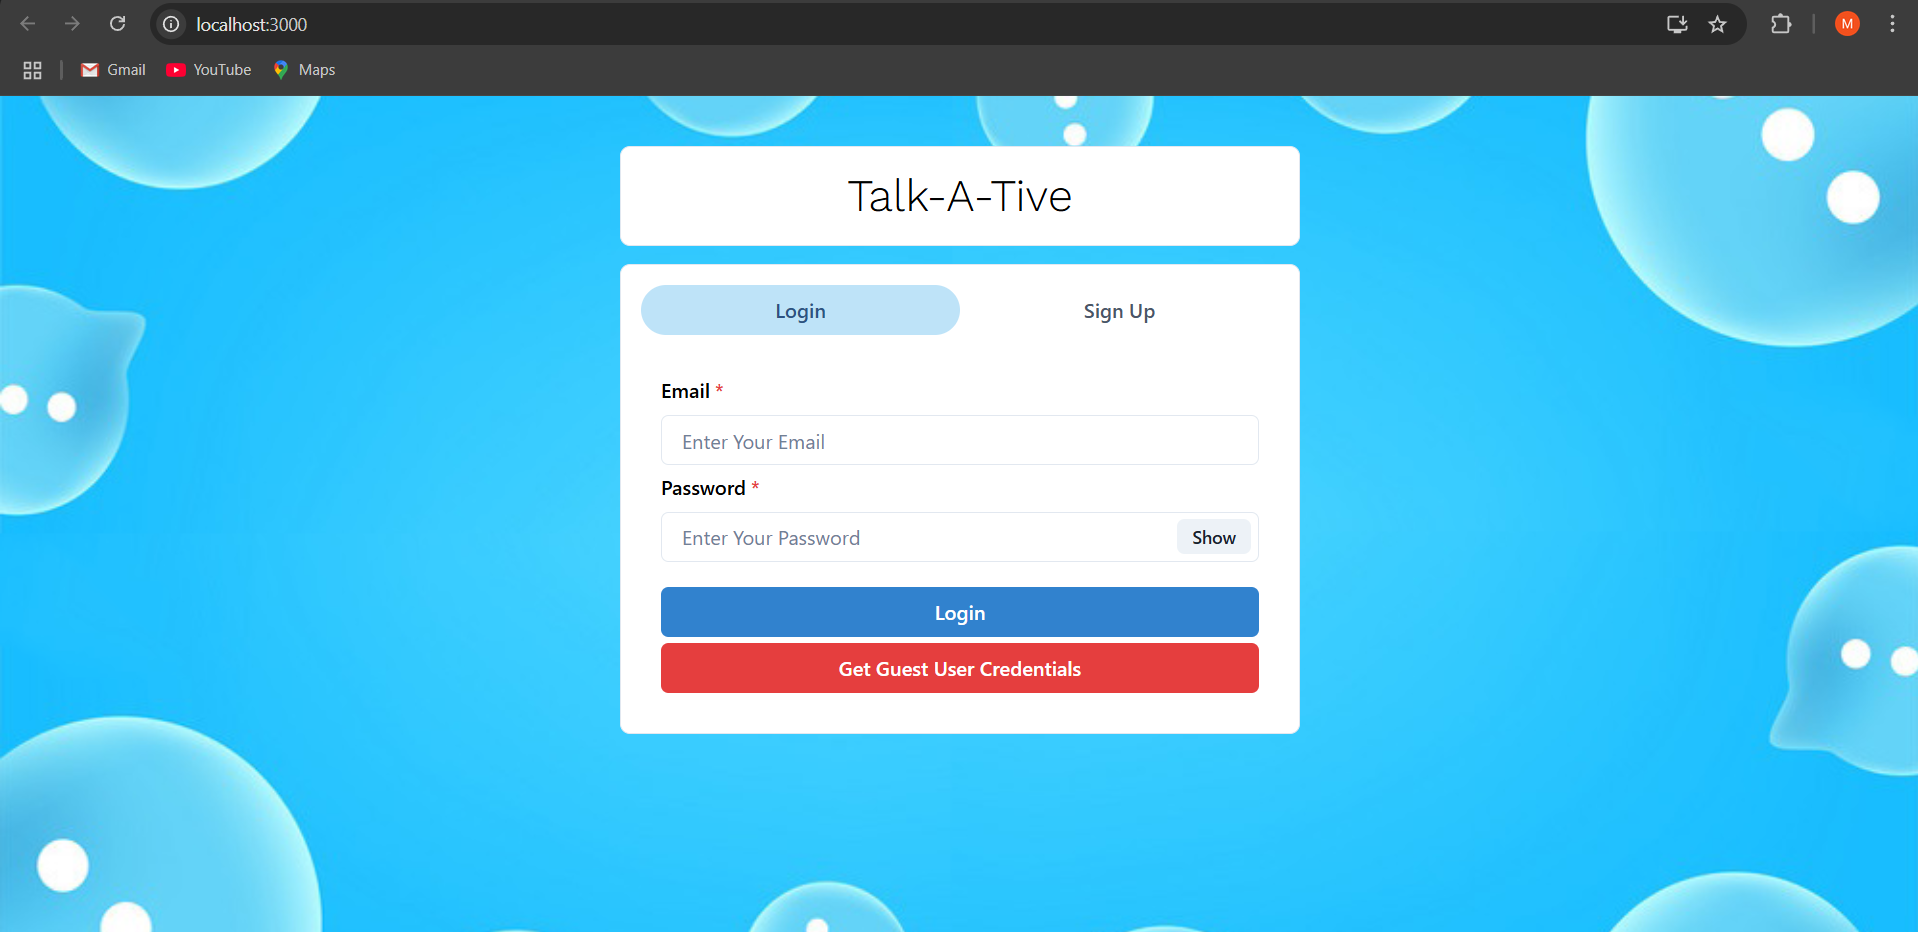 localhost:3000
M
Gmail YouTube Maps
Talk-A-Tive
Login Sign Up
Email *
Enter Your Email
Password *
Enter Your Password Show
Login
Get Guest User Credentials